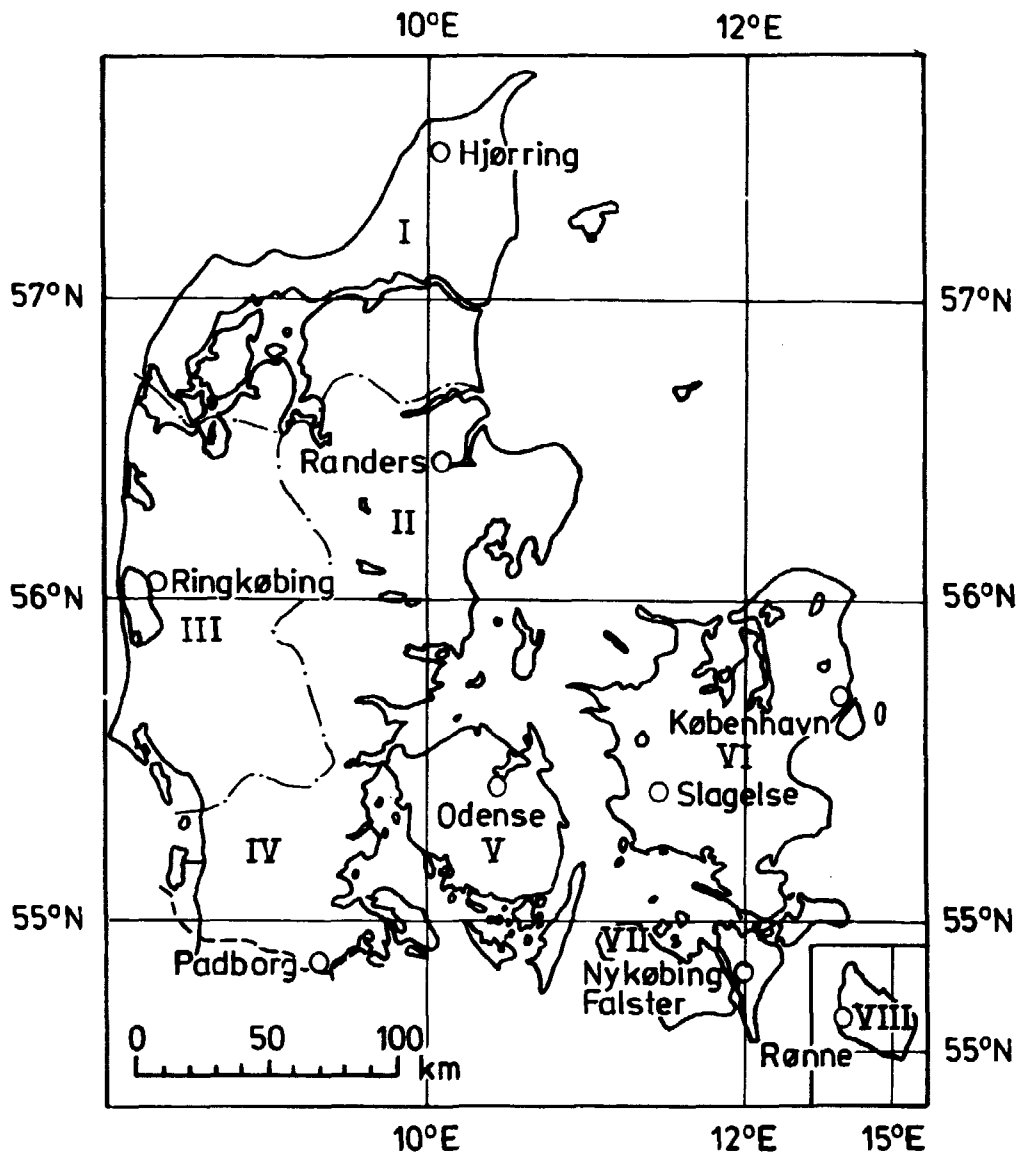 10°E 12°E
Hjørring
I
57°N 57°N
Randers
II
Ringkøbing
56°N 56°N
III
København
VI
Slagelse
Odense
IV V
55°N 55°N
VII
Padborg
Nykøbing
Falster
VIII
0 50 100
km
Rønne 55°N
10°E 12°E 15°E